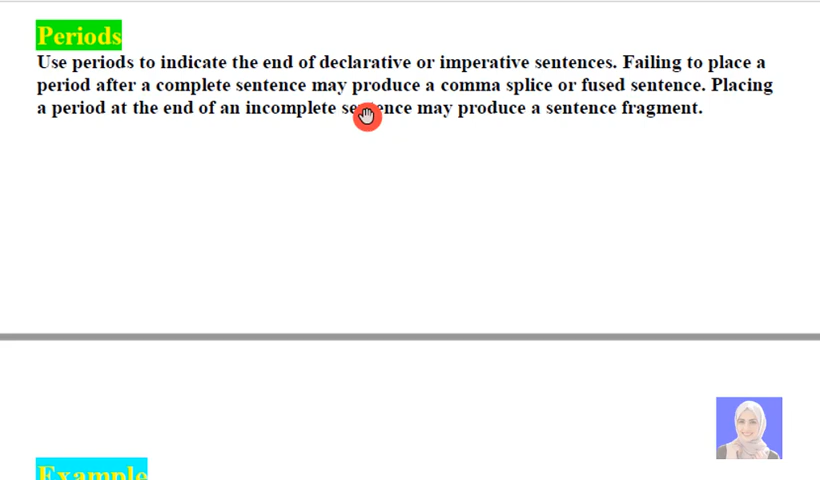 Periods
Use periods to indicate the end of declarative or imperative sentences. Failing to place a
period after a complete sentence may produce a comma splice or fused sentence. Placing
a period at the end of an incomplete sentence may produce a sentence fragment.
Example